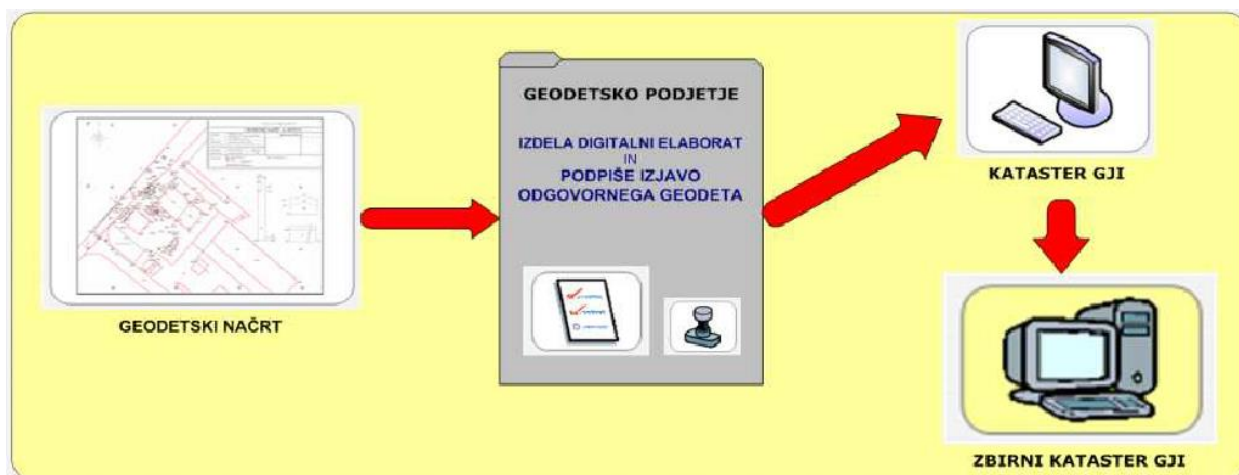 GEODETSKI NAČRT
GEODETSKO PODJETJE
IZDELA DIGITALNI ELABORAT
IN
PODPIŠE IZJAVO
ODGOVORNEGA GEODETA
KATASTER GJI
ZBIRNI KATASTER GJI